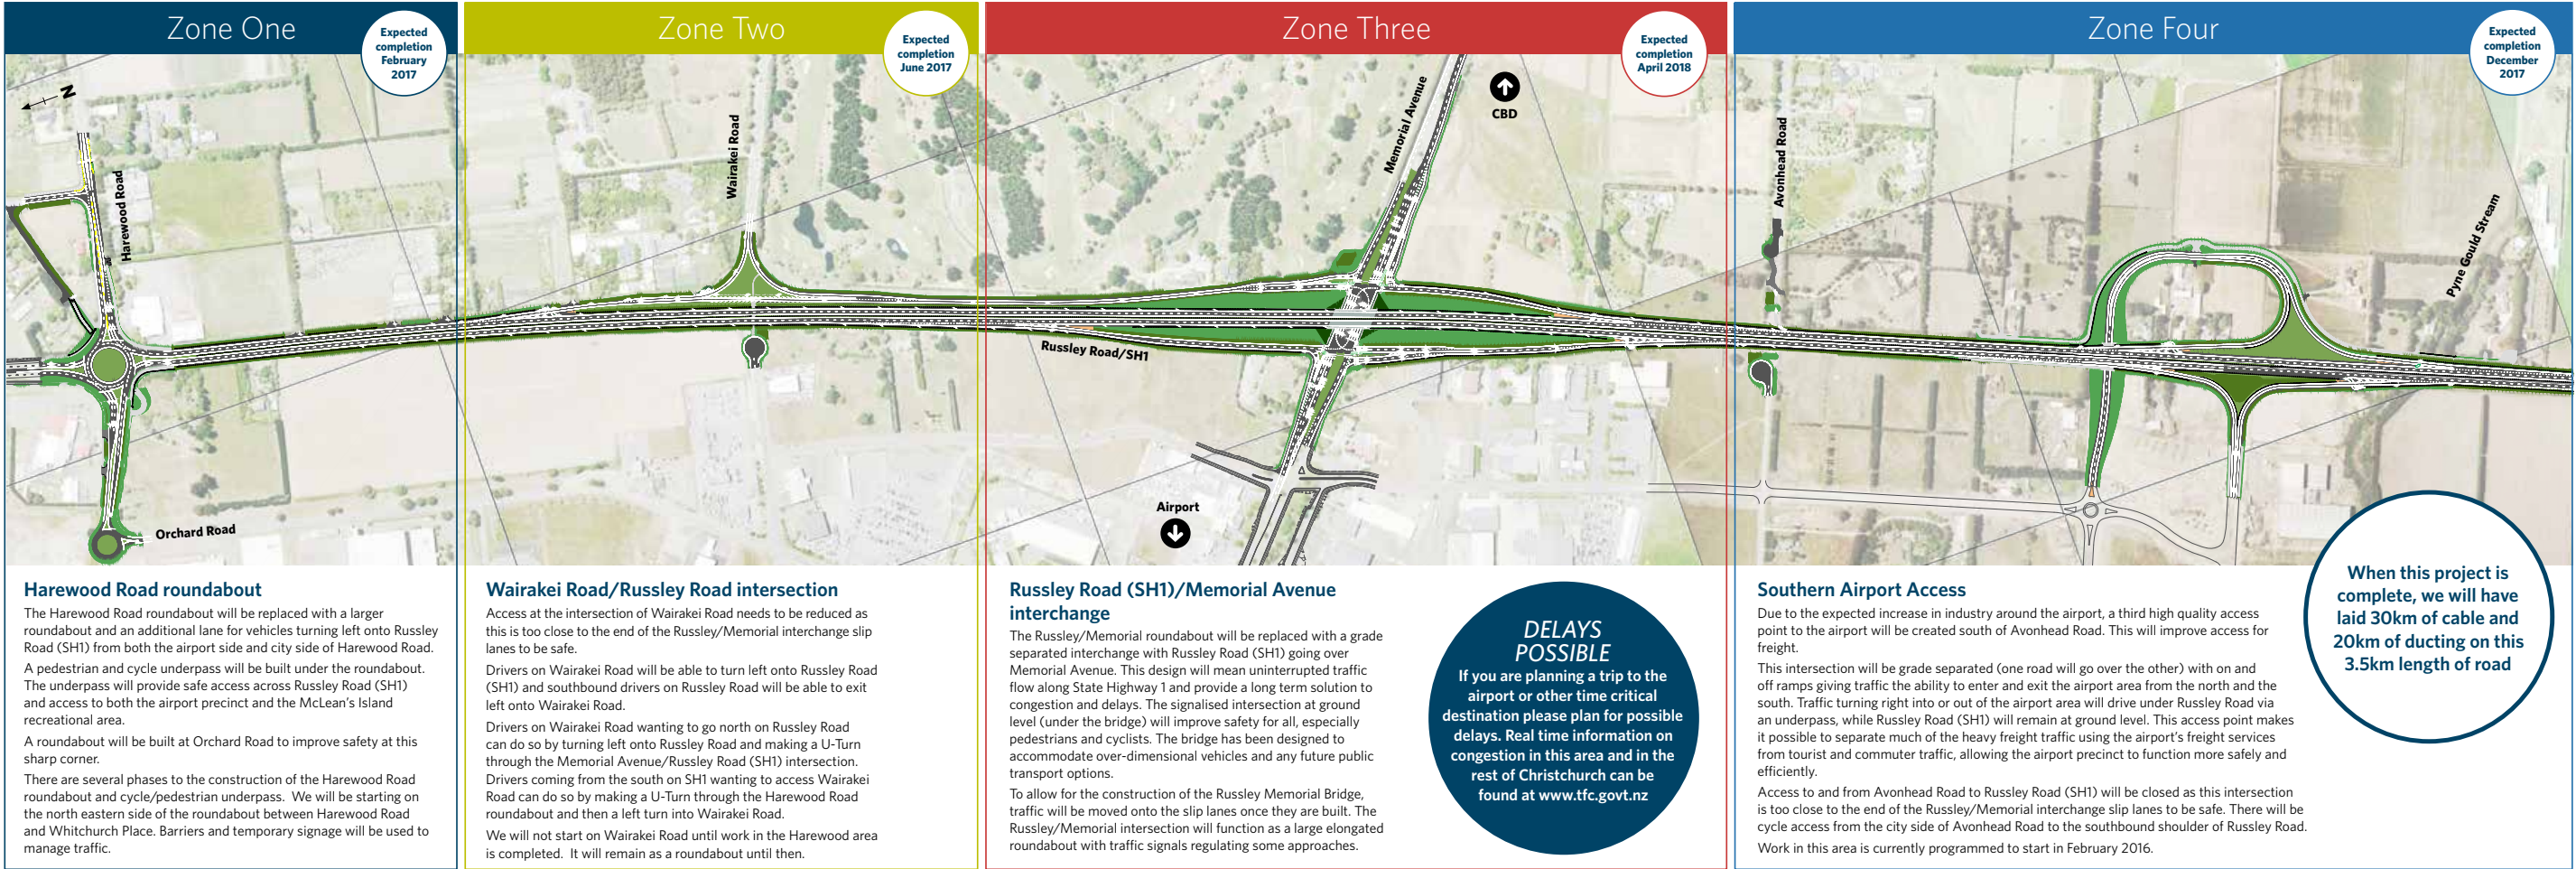 Zone One
Expected
completion
February
2017
N
Harewood Road
Orchard Road
Harewood Road roundabout
The Harewood Road roundabout will be replaced with a larger
roundabout and an additional lane for vehicles turning left onto Russley
Road (SH1) from both the airport side and city side of Harewood Road.
A pedestrian and cycle underpass will be built under the roundabout.
The underpass will provide safe access across Russley Road (SH1)
and access to both the airport precinct and the McLean's Island
recreational area.
A roundabout will be built at Orchard Road to improve safety at this
sharp corner.
There are several phases to the construction of the Harewood Road
roundabout and cycle/pedestrian underpass.  We will be starting on
the north eastern side of the roundabout between Harewood Road
and Whitchurch Place. Barriers and temporary signage will be used to
manage traffic.
Zone Two
Expected
completion
June 2017
Wairakei Road
Wairakei Road/Russley Road intersection
Access at the intersection of Wairakei Road needs to be reduced as
this is too close to the end of the Russley/Memorial interchange slip
lanes to be safe.
Drivers on Wairakei Road will be able to turn left onto Russley Road
(SH1) and southbound drivers on Russley Road will be able to exit
left onto Wairakei Road.
Drivers on Wairakei Road wanting to go north on Russley Road
can do so by turning left onto Russley Road and making a U-Turn
through the Memorial Avenue/Russley Road (SH1) intersection.
Drivers coming from the south on SH1 wanting to access Wairakei
Road can do so by making a U-Turn through the Harewood Road
roundabout and then a left turn into Wairakei Road.
We will not start on Wairakei Road until work in the Harewood area
is completed.  It will remain as a roundabout until then.
Zone Three
Expected
completion
April 2018
Memorial Avenue
CBD
Russley Road/SH1
Airport
Russley Road (SH1)/Memorial Avenue
interchange
The Russley/Memorial roundabout will be replaced with a grade
separated interchange with Russley Road (SH1) going over
Memorial Avenue. This design will mean uninterrupted traffic
flow along State Highway 1 and provide a long term solution to
congestion and delays. The signalised intersection at ground
level (under the bridge) will improve safety for all, especially
pedestrians and cyclists. The bridge has been designed to
accommodate over-dimensional vehicles and any future public
transport options.
To allow for the construction of the Russley Memorial Bridge,
traffic will be moved onto the slip lanes once they are built. The
Russley/Memorial intersection will function as a large elongated
roundabout with traffic signals regulating some approaches.
DELAYS
POSSIBLE
If you are planning a trip to the
airport or other time critical
destination please plan for possible
delays. Real time information on
congestion in this area and in the
rest of Christchurch can be
found at www.tfc.govt.nz
Zone Four
Expected
completion
December
2017
Avonhead Road
Pyne Gould Stream
Southern Airport Access
Due to the expected increase in industry around the airport, a third high quality access
point to the airport will be created south of Avonhead Road. This will improve access for
freight.
This intersection will be grade separated (one road will go over the other) with on and
off ramps giving traffic the ability to enter and exit the airport area from the north and the
south. Traffic turning right into or out of the airport area will drive under Russley Road via
an underpass, while Russley Road (SH1) will remain at ground level. This access point makes
it possible to separate much of the heavy freight traffic using the airport's freight services
from tourist and commuter traffic, allowing the airport precinct to function more safely and
efficiently.
Access to and from Avonhead Road to Russley Road (SH1) will be closed as this intersection
is too close to the end of the Russley/Memorial interchange slip lanes to be safe. There will be
cycle access from the city side of Avonhead Road to the southbound shoulder of Russley Road.
Work in this area is currently programmed to start in February 2016.
When this project is
complete, we will have
laid 30km of cable and
20km of ducting on this
3.5km length of road